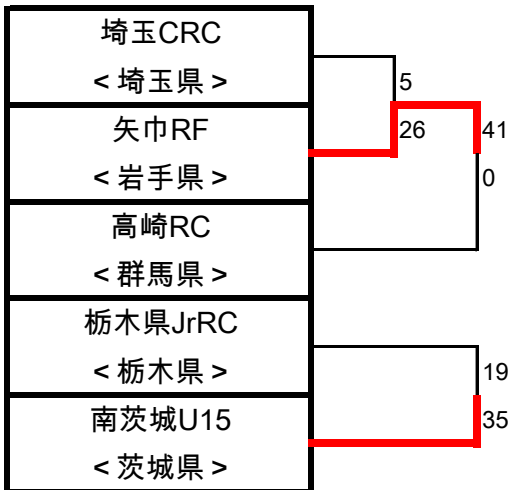 埼玉CRC
<埼玉県>
矢巾RF
<岩手県>
高崎RC
<群馬県>
栃木県JrRC
<栃木県>
南茨城U15
<茨城県>
5
26
41
0
19
35